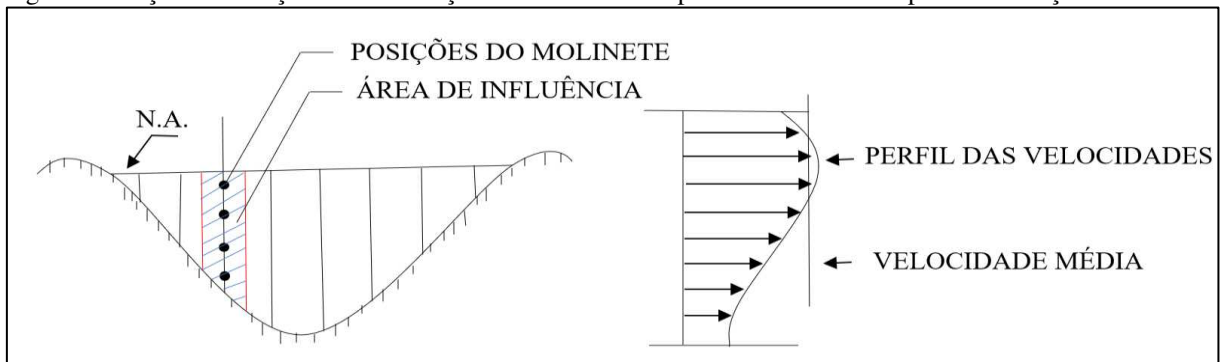 POSIÇÕES DO MOLINETE
ÁREA DE INFLUÊNCIA
N.A.
PERFIL DAS VELOCIDADES
VELOCIDADE MÉDIA